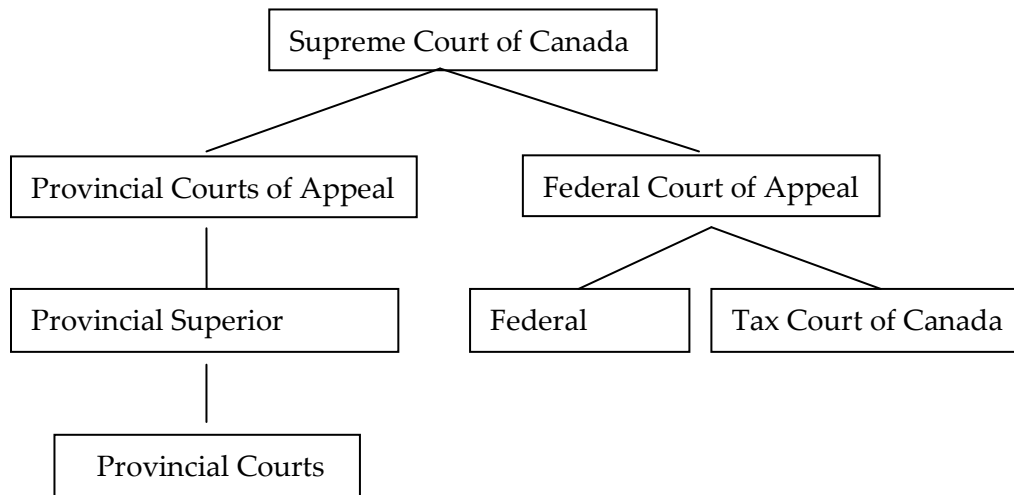 Supreme Court of Canada
Provincial Courts of Appeal
Federal Court of Appeal
Provincial Superior
Federal
Tax Court of Canada
Provincial Courts